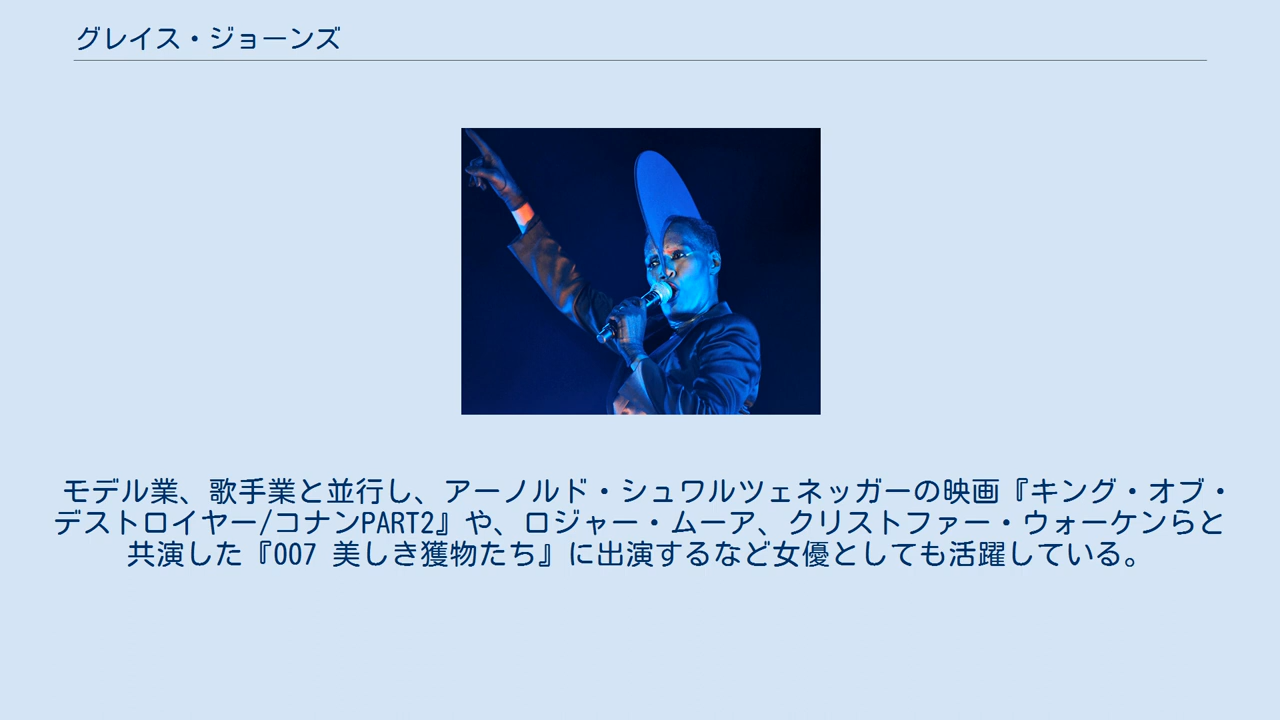 グレイス・ジョーンズ
モデル業、歌手業と並行し、アーノルド・シュワルツェネッガーの映画『キング・オブ・
デストロイヤー/コナンPART2』や、ロジャー・ムーア、クリストファー・ウォーケンらと
共演した『007 美しき獲物たち』に出演するなど女優としても活躍している。